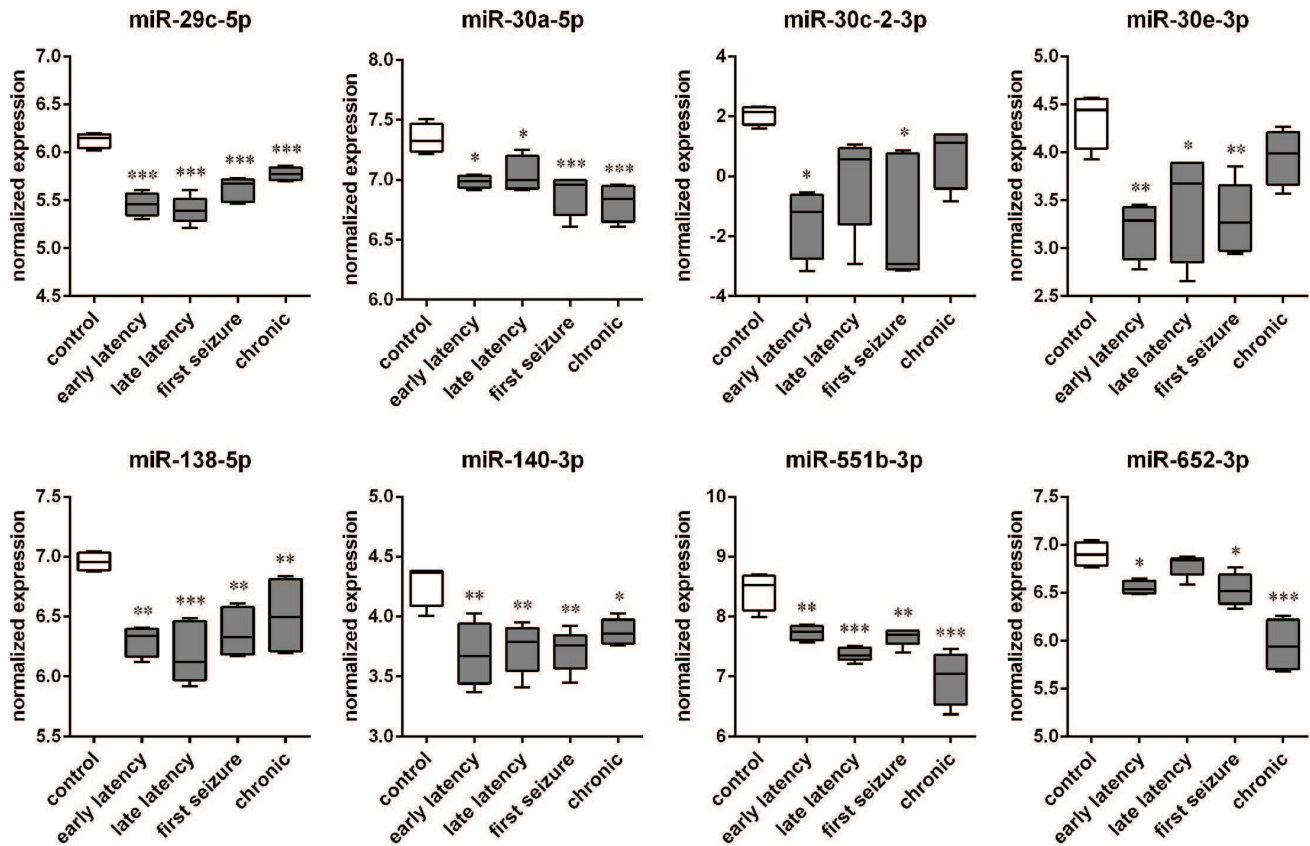 miR-29c-5p
normalized expression
7.0
6.5
6.0
5.5
5.0
4.5
***
***
***
***
control
early latency
late latency
first seizure
chronic
miR-30a-5p
normalized expression
8.0
7.5
7.0
6.5
6.0
*
*
***
***
control
early latency
late latency
first seizure
chronic
miR-30c-2-3p
normalized expression
4
2
0
-2
-4
*
*
control
early latency
late latency
first seizure
chronic
miR-30e-3p
normalized expression
5.0
4.5
4.0
3.5
3.0
2.5
**
*
**
control
early latency
late latency
first seizure
chronic
miR-138-5p
normalized expression
7.5
7.0
6.5
6.0
5.5
**
***
**
**
control
early latency
late latency
first seizure
chronic
miR-140-3p
normalized expression
5.0
4.5
4.0
3.5
3.0
**
**
**
*
control
early latency
late latency
first seizure
chronic
miR-551b-3p
normalized expression
10
9
8
7
6
**
***
**
***
control
early latency
late latency
first seizure
chronic
miR-652-3p
normalized expression
7.5
7.0
6.5
6.0
5.5
5.0
*
*
***
control
early latency
late latency
first seizure
chronic